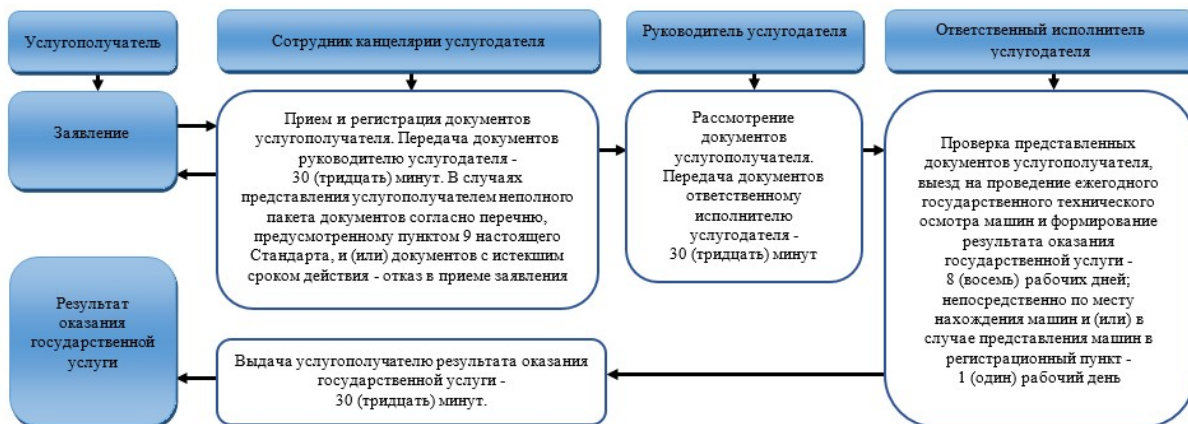 Услугополучатель
Сотрудник канцелярии услугодателя
Руководитель услугодателя
Ответственный исполнитель
услугодателя
Заявление
Прием и регистрация документов
услугополучателя. Передача документов
руководителю услугодателя -
30 (тридцать) минут. В случаях
представления услугополучателем неполного
пакета документов согласно перечню,
предусмотренному пунктом 9 настоящего
Стандарта, и (или) документов с истекшим
сроком действия - отказ в приеме заявления
Рассмотрение
документов
услугополучателя.
Передача документов
ответственному
исполнителю
услугодателя -
30 (тридцать) минут
Проверка представленных
документов услугополучателя,
выезд на проведение ежегодного
государственного технического
осмотра машин и формирование
результата оказания
государственной услуги -
8 (восемь) рабочих дней;
непосредственно по месту
нахождения машин и (или) в
случае представления машин в
регистрационный пункт -
1 (один) рабочий день
Результат
оказания
государственной
услуги
Выдача услугополучателю результата оказания
государственной услуги -
30 (тридцать) минут.